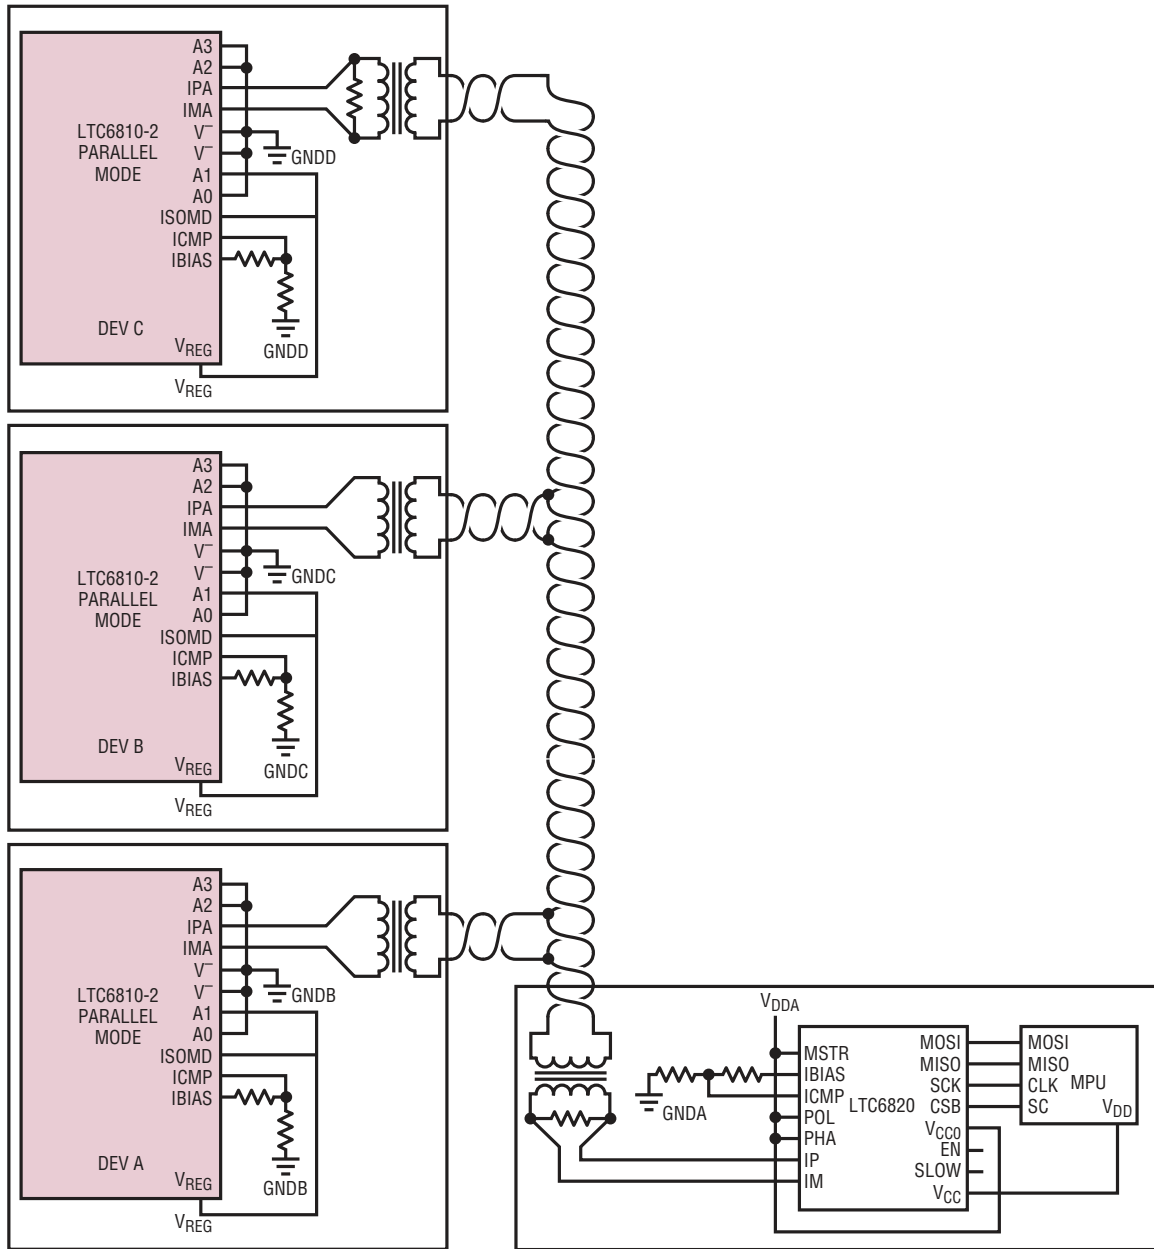 A3
A2
IPA
IMA
V–
V–
A1
A0
ISOMD
ICMP
IBIAS
LTC6810-2
PARALLEL
MODE
GNDD
GNDD
DEV C
VREG
VREG
A3
A2
IPA
IMA
V–
V–
A1
A0
ISOMD
ICMP
IBIAS
LTC6810-2
PARALLEL
MODE
GNDC
GNDC
DEV B
VREG
VREG
A3
A2
IPA
IMA
V–
V–
A1
A0
ISOMD
ICMP
IBIAS
LTC6810-2
PARALLEL
MODE
GNDB
GNDB
DEV A
VREG
VREG
VDDA
MSTR
IBIAS
ICMP
POL
PHA
IP
IM
GNDA
LTC6820
MOSI
MISO
SCK
CSB
VCCO
EN
SLOW
VCC
MOSI
MISO
CLK
SC
MPU
VDD